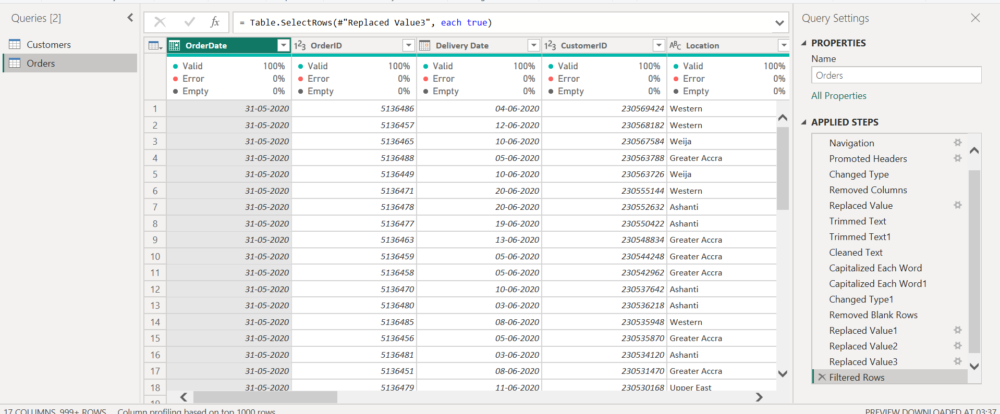 Queries [2]
Customers
Orders
fx
= Table.SelectRows(#"Replaced Value3", each true)
OrderDate 123 OrderID Delivery Date 123 CustomerID ABC Location
Valid 100% Valid 100% Valid 100% Valid 100% Valid 100%
Error 0% Error 0% Error 0% Error 0% Error 0%
Empty 0% Empty 0% Empty 0% Empty 0% Empty 0%
1 31-05-2020 5136486 04-06-2020 230569424 Western
2 31-05-2020 5136457 12-06-2020 230568182 Western
3 31-05-2020 5136465 10-06-2020 230567584 Weija
4 31-05-2020 5136488 05-06-2020 230563788 Greater Accra
5 31-05-2020 5136449 10-06-2020 230563726 Weija
6 31-05-2020 5136471 20-06-2020 230555144 Western
7 31-05-2020 5136478 20-06-2020 230552632 Ashanti
8 31-05-2020 5136477 19-06-2020 230550422 Ashanti
9 31-05-2020 5136463 13-06-2020 230548834 Greater Accra
10 31-05-2020 5136459 05-06-2020 230544248 Greater Accra
11 31-05-2020 5136458 05-06-2020 230542962 Greater Accra
12 31-05-2020 5136470 10-06-2020 230537642 Ashanti
13 31-05-2020 5136480 03-06-2020 230536218 Ashanti
14 31-05-2020 5136485 08-06-2020 230535948 Western
15 31-05-2020 5136456 05-06-2020 230535870 Greater Accra
16 31-05-2020 5136481 03-06-2020 230534120 Ashanti
17 31-05-2020 5136451 08-06-2020 230531470 Greater Accra
18 31-05-2020 5136479 11-06-2020 230530168 Upper East
19
Query Settings
PROPERTIES
Name
Orders
All Properties
APPLIED STEPS
Navigation
Promoted Headers
Changed Type
Removed Columns
Replaced Value
Trimmed Text
Trimmed Text1
Cleaned Text
Capitalized Each Word
Capitalized Each Word1
Changed Type1
Removed Blank Rows
Replaced Value1
Replaced Value2
Replaced Value3
Filtered Rows
17 COLUMNS, 999+ ROWS Column profiling based on top 1000 rows
PREVIEW DOWNLOADED AT 03:37